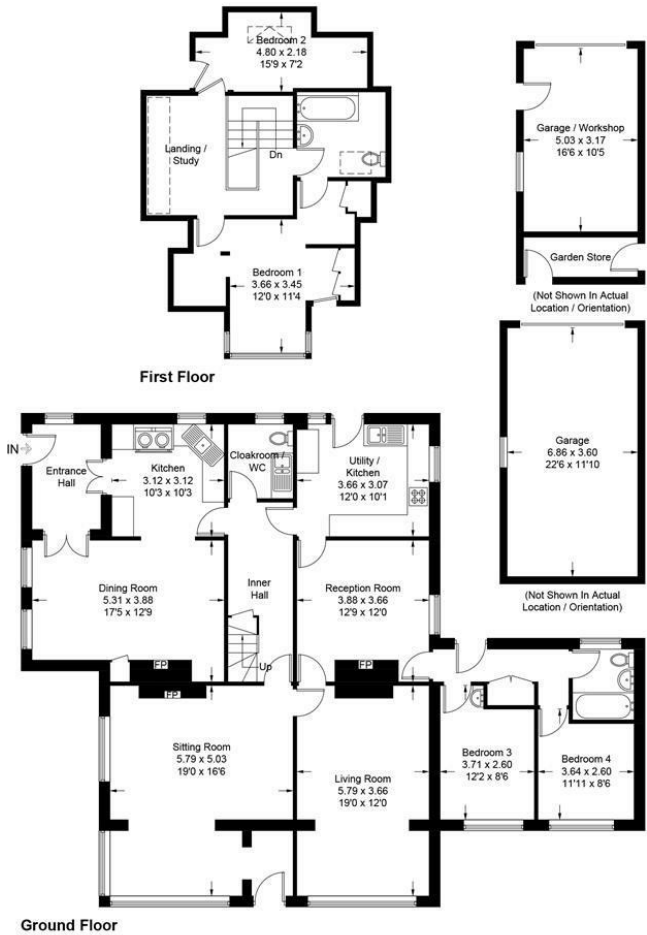 Bedroom 2
4.80 x 2.18
15'9 x 7'2
Landing /
Study
Dn
Bedroom 1
3.66 x 3.45
12'0 x 11'4
First Floor
Garage / Workshop
5.03 x 3.17
16'6 x 10'5
Garden Store
(Not Shown In Actual
Location / Orientation)
Garage
6.86 x 3.60
22'6 x 11'10
(Not Shown In Actual
Location / Orientation)
IN
Entrance
Hall
Kitchen
3.12 x 3.12
10'3 x 10'3
Cloakroom /
WC
Utility /
Kitchen
3.66 x 3.07
12'0 x 10'1
Dining Room
5.31 x 3.88
17'5 x 12'9
Inner
Hall
Reception Room
3.88 x 3.66
12'9 x 12'0
FP
Up
FP
FP
Sitting Room
5.79 x 5.03
19'0 x 16'6
Living Room
5.79 x 3.66
19'0 x 12'0
Bedroom 3
3.71 x 2.60
12'2 x 8'6
Bedroom 4
3.64 x 2.60
11'11 x 8'6
Ground Floor